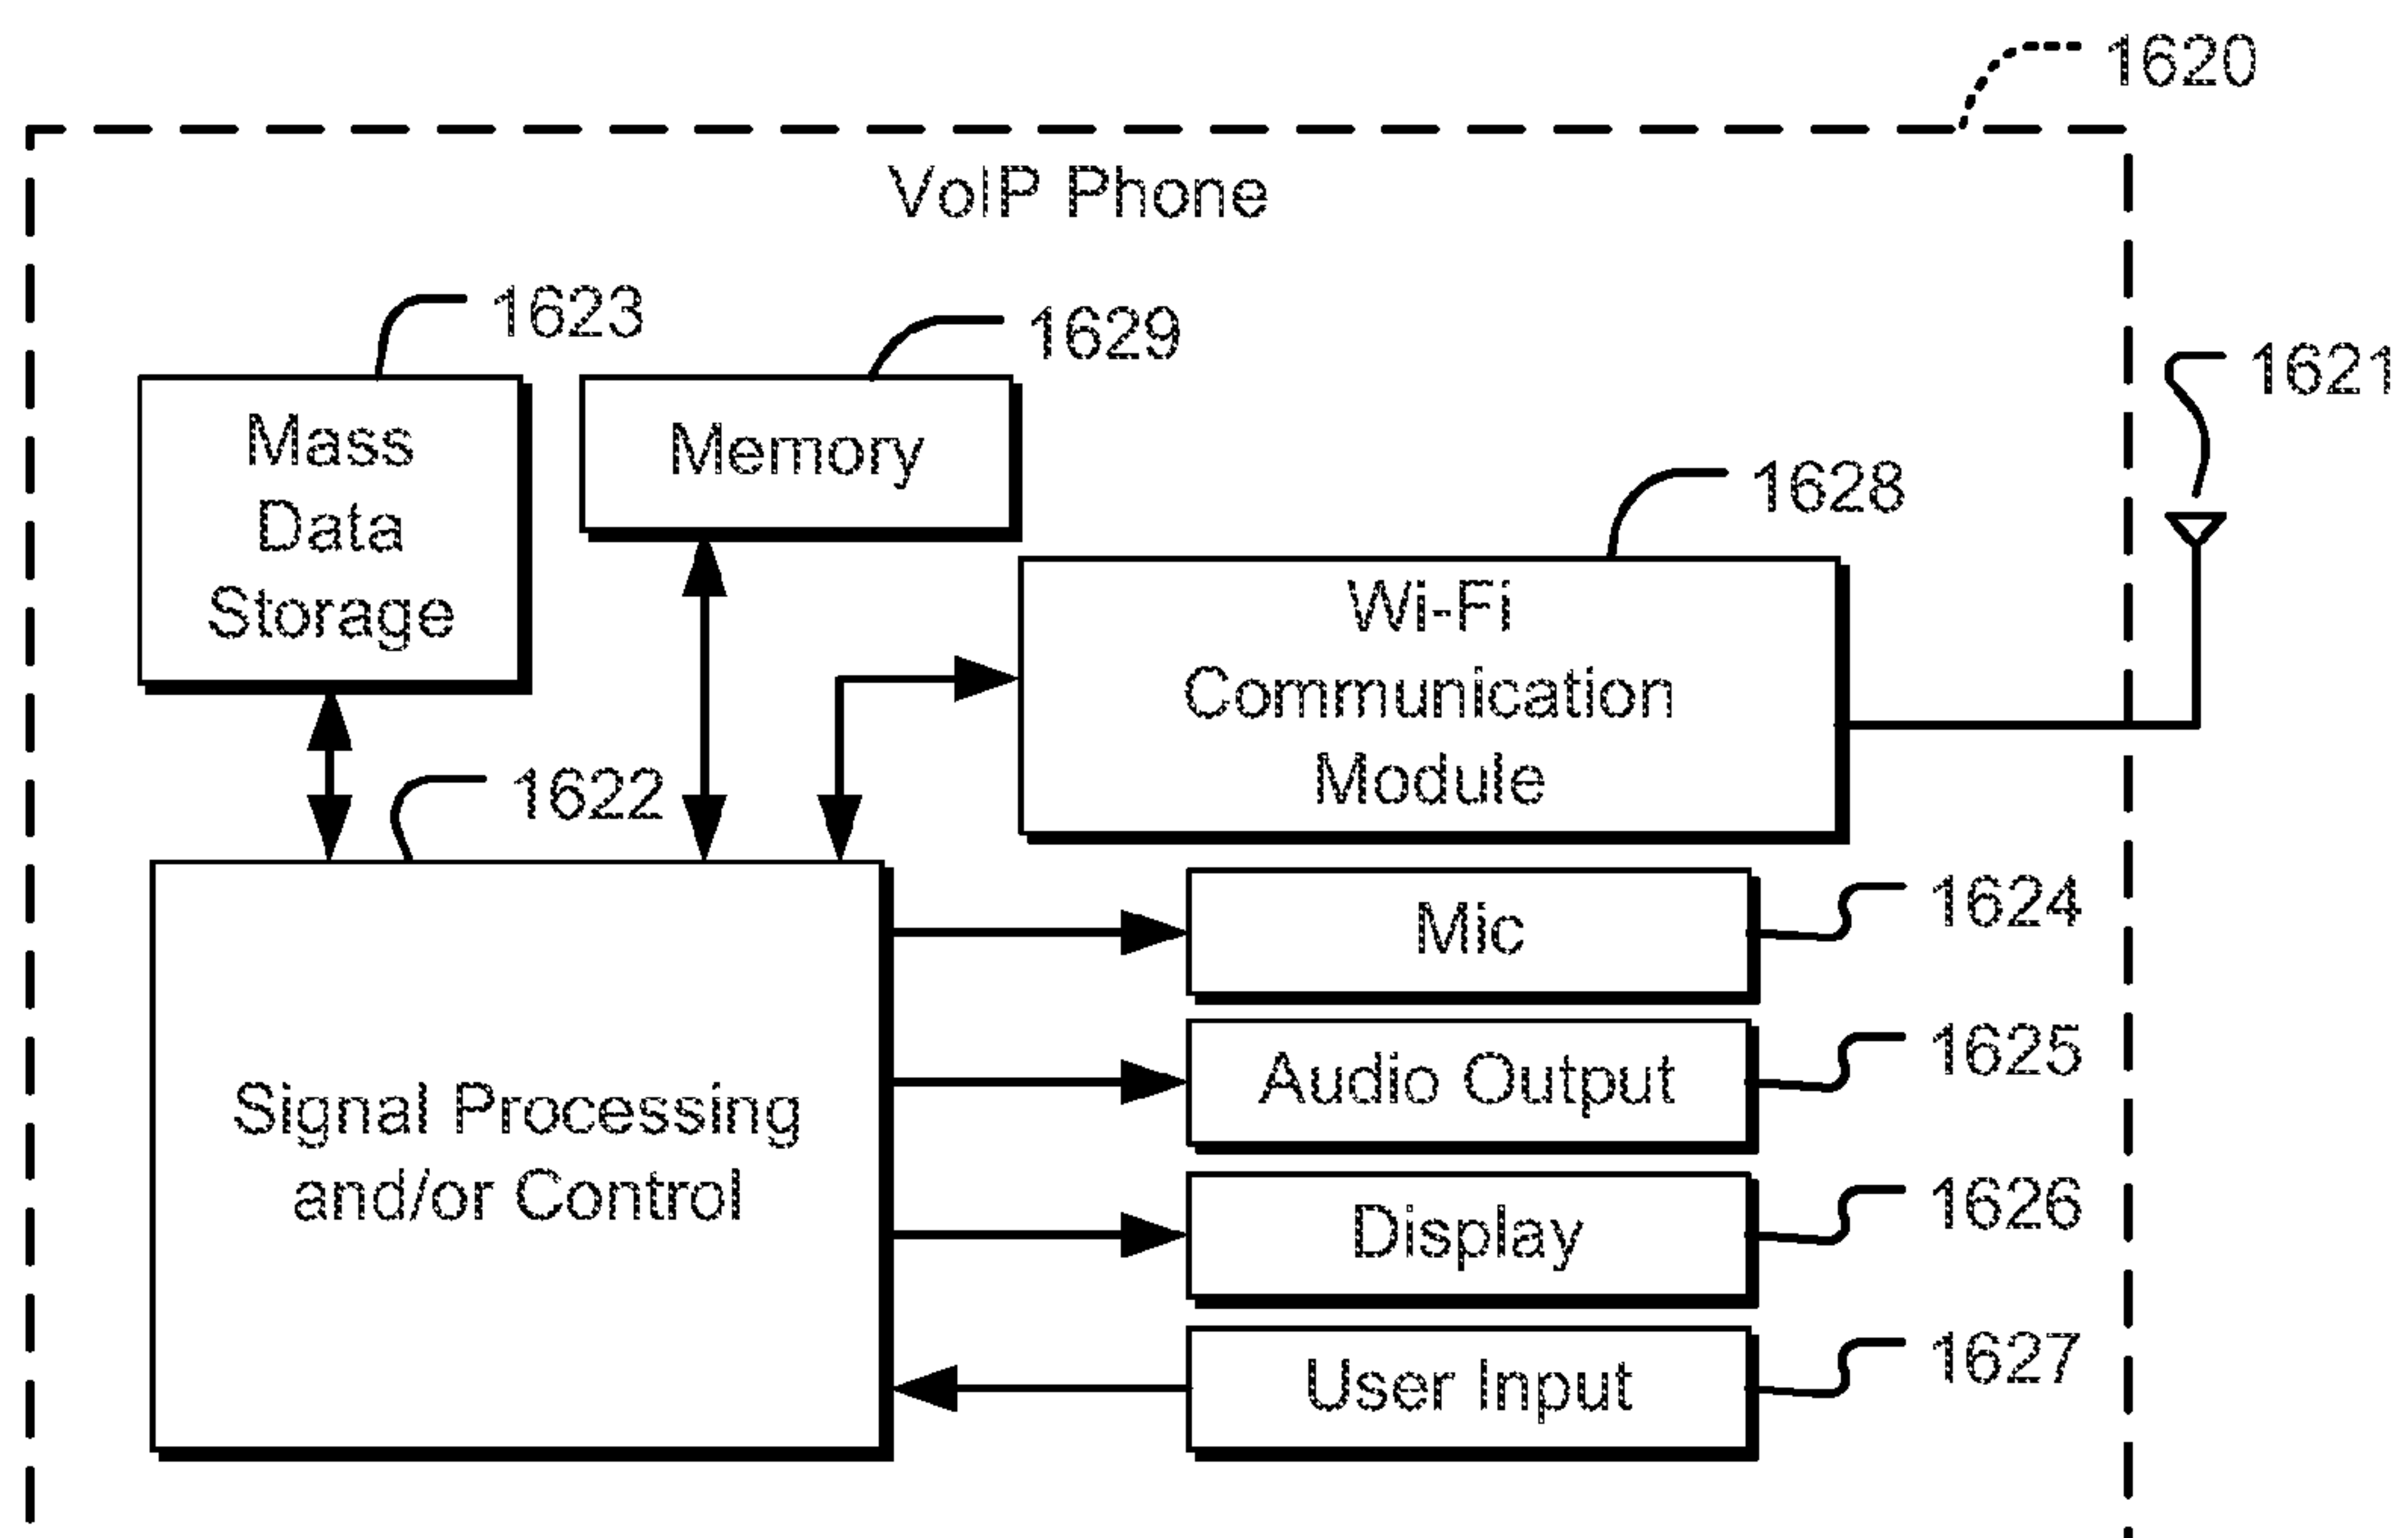 1620
VoIP Phone
1623
1629
1621
Mass
Data
Storage
Memory
1628
Wi-Fi
Communication
Module
1622
Signal Processing
and/or Control
Mic
1624
Audio Output
1625
Display
1626
User Input
1627